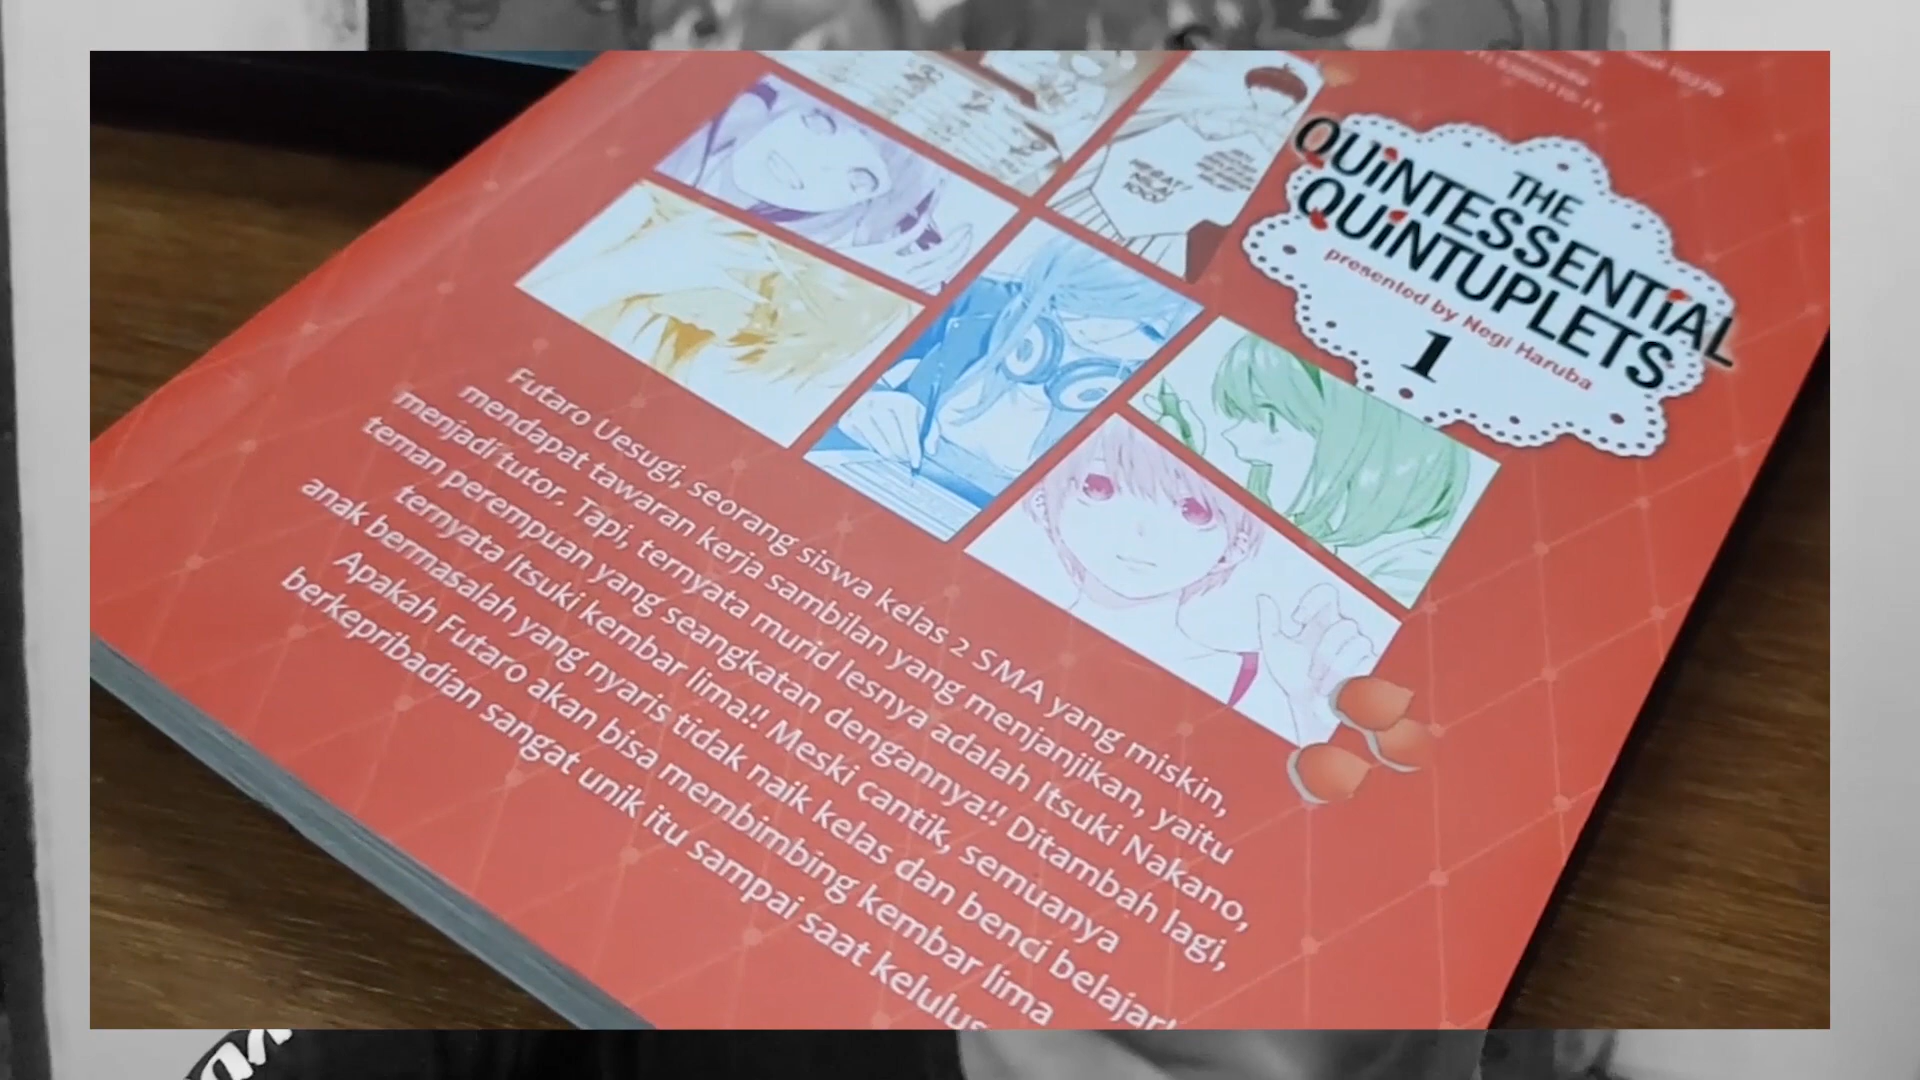 THE
QUiNTESSENTiAL
QUiNTUPLETS
presented by Negi Haruba
1
HEBAT!
NILAI
100!
Futaro Uesugi, seorang siswa kelas 2 SMA yang miskin,
mendapat tawaran kerja sambilan yang menjanjikan, yaitu
menjadi tutor. Tapi, ternyata murid lesnya adalah Itsuki Nakano,
teman perempuan yang seangkatan dengannya!! Ditambah lagi,
ternyata Itsuki kembar lima!! Meski cantik, semuanya
anak bermasalah yang nyaris tidak naik kelas dan benci belajar!
Apakah Futaro akan bisa membimbing kembar lima
berkepribadian sangat unik itu sampai saat kelulus